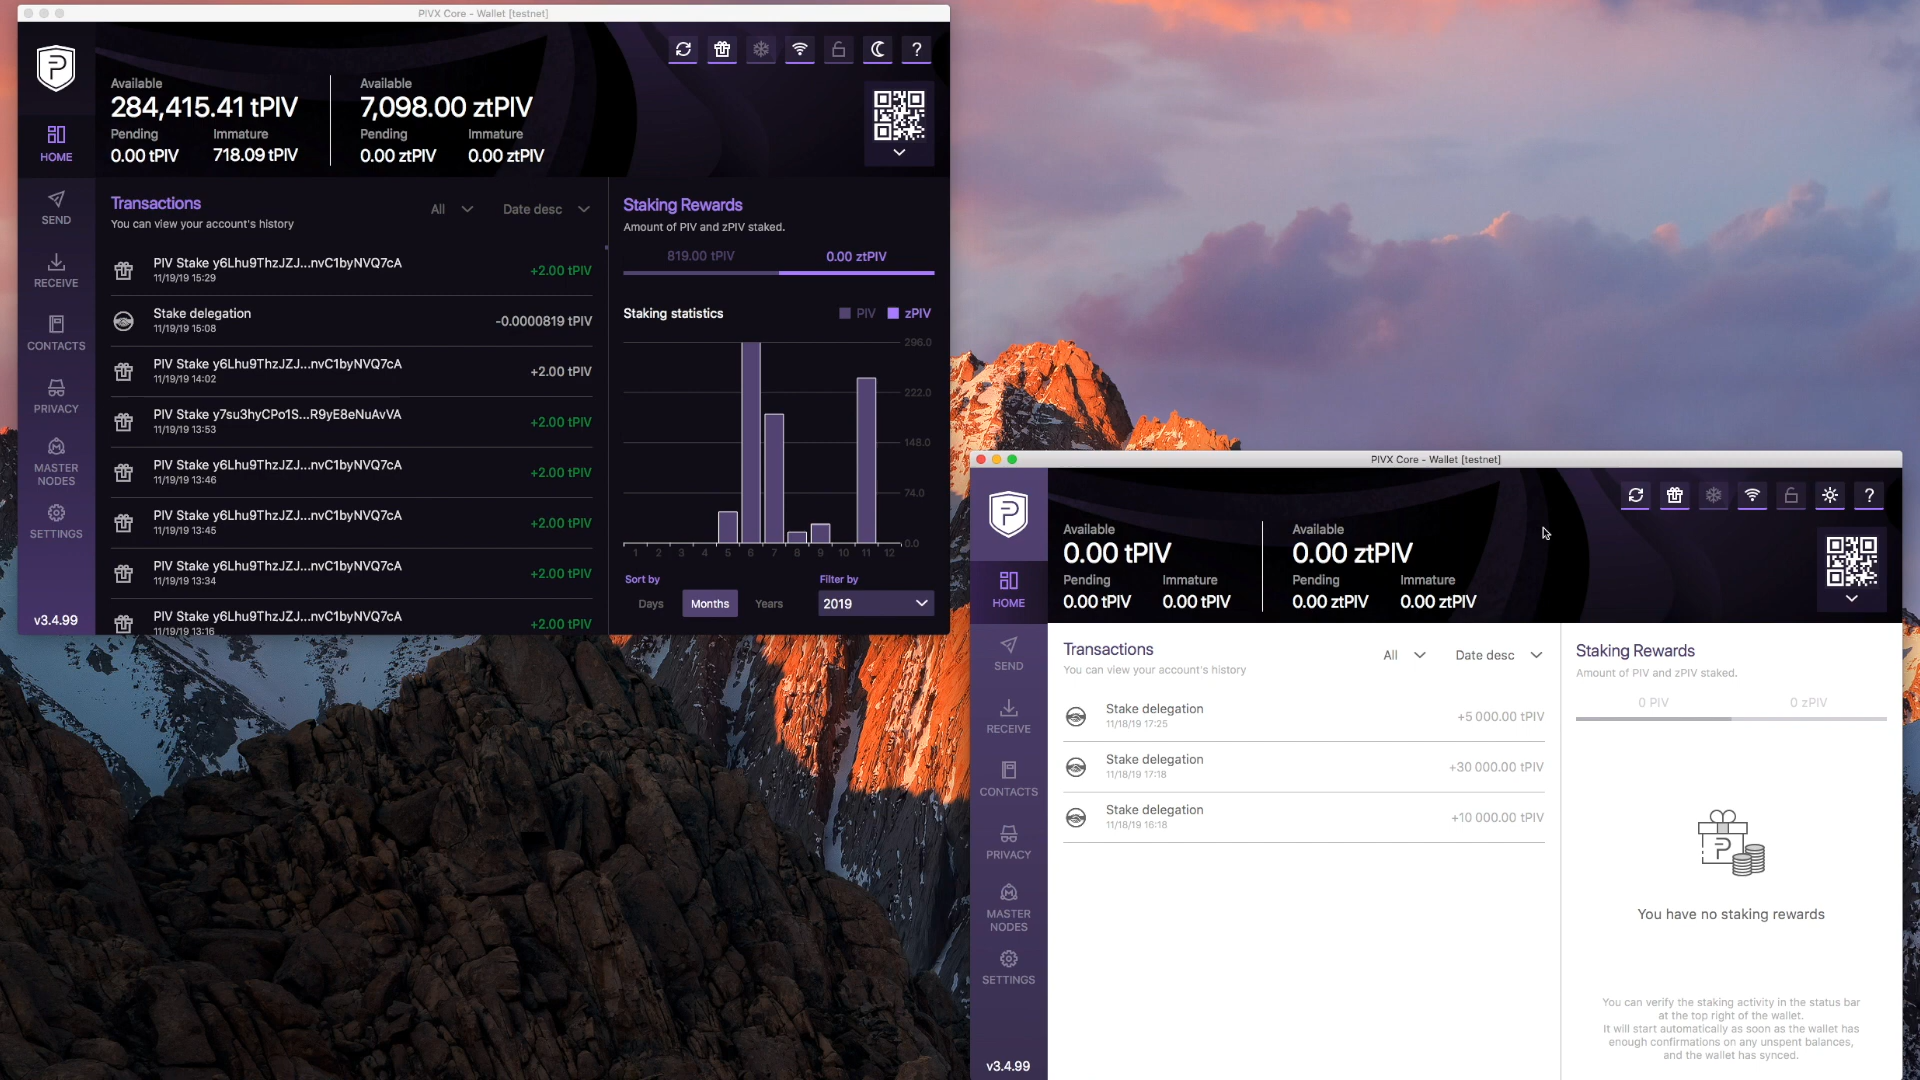 PIVX Core - Wallet [testnet]
Available
284,415.41 tPIV
Pending
Immature
0.00 tPIV
718.09 tPIV
Available
7,098.00 ztPIV
Pending
Immature
0.00 ztPIV
0.00 ztPIV
HOME
SEND
RECEIVE
CONTACTS
PRIVACY
MASTER
NODES
SETTINGS
v3.4.99
Transactions
You can view your account's history
All
Date desc
PIV Stake y6Lhu9ThzJZJ...nvC1byNVQ7cA
11/19/19 15:29
+2.00 tPIV
Stake delegation
11/19/19 15:08
-0.0000819 tPIV
PIV Stake y6Lhu9ThzJZJ...nvC1byNVQ7cA
11/19/19 14:02
+2.00 tPIV
PIV Stake y7su3hyCPo1S...R9yE8eNuAvVA
11/19/19 13:53
+2.00 tPIV
PIV Stake y6Lhu9ThzJZJ...nvC1byNVQ7cA
11/19/19 13:46
+2.00 tPIV
PIV Stake y6Lhu9ThzJZJ...nvC1byNVQ7cA
11/19/19 13:45
+2.00 tPIV
PIV Stake y6Lhu9ThzJZJ...nvC1byNVQ7cA
11/19/19 13:34
+2.00 tPIV
PIV Stake y6Lhu9ThzJZJ...nvC1byNVQ7cA
11/19/19 13:16
+2.00 tPIV
Staking Rewards
Amount of PIV and zPIV staked.
819.00 tPIV
0.00 ztPIV
Staking statistics
PIV
zPIV
296.0
222.0
148.0
74.0
0.0
1 2 3 4 5 6 7 8 9 10 11 12
Sort by
Filter by
Days
Months
Years
2019
PIVX Core - Wallet [testnet]
Available
0.00 tPIV
Pending
Immature
0.00 tPIV
0.00 tPIV
Available
0.00 ztPIV
Pending
Immature
0.00 ztPIV
0.00 ztPIV
HOME
SEND
RECEIVE
CONTACTS
PRIVACY
MASTER
NODES
SETTINGS
v3.4.99
Transactions
You can view your account's history
All
Date desc
Stake delegation
11/18/19 17:25
+5 000.00 tPIV
Stake delegation
11/18/19 17:18
+30 000.00 tPIV
Stake delegation
11/18/19 16:18
+10 000.00 tPIV
Staking Rewards
Amount of PIV and zPIV staked.
0 PIV
0 zPIV
You have no staking rewards
You can verify the staking activity in the status bar
at the top right of the wallet.
It will start automatically as soon as the wallet has
enough confirmations on any unspent balances,
and the wallet has synced.